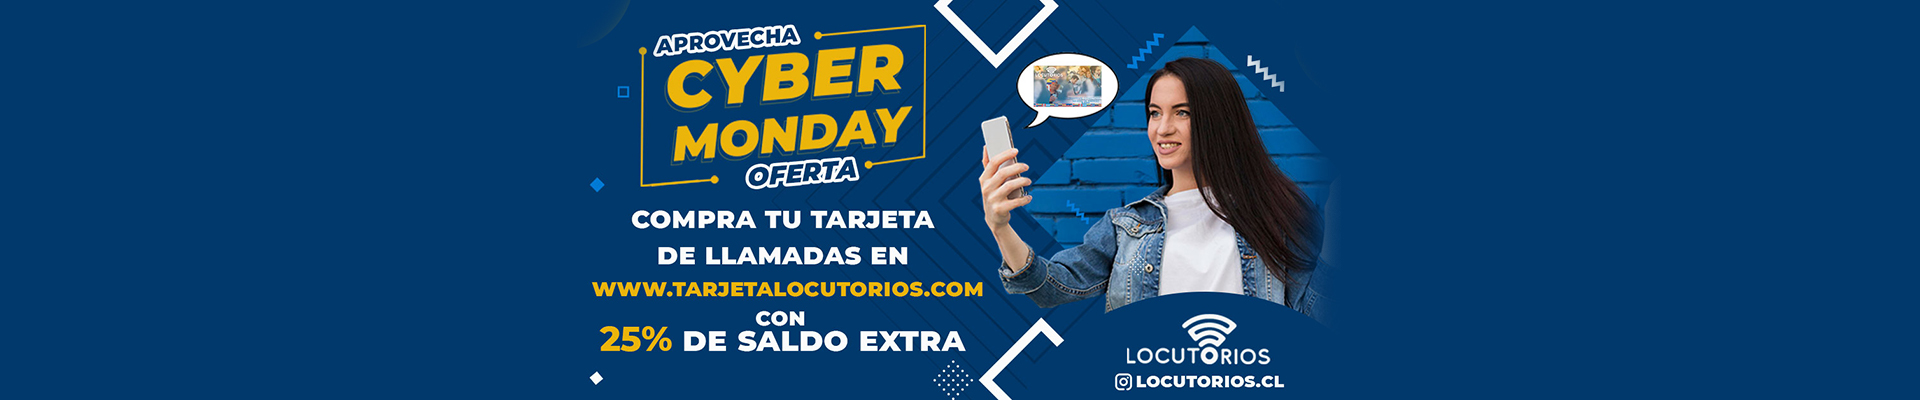 APROVECHA
CYBER
MONDAY
OFERTA
COMPRA TU TARJETA
DE LLAMADAS EN
WWW.TARJETALOCUTORIOS.COM
CON
25% DE SALDO EXTRA
LOCUTORIOS
LOCUTORIOS
LOCUTORIOS.CL